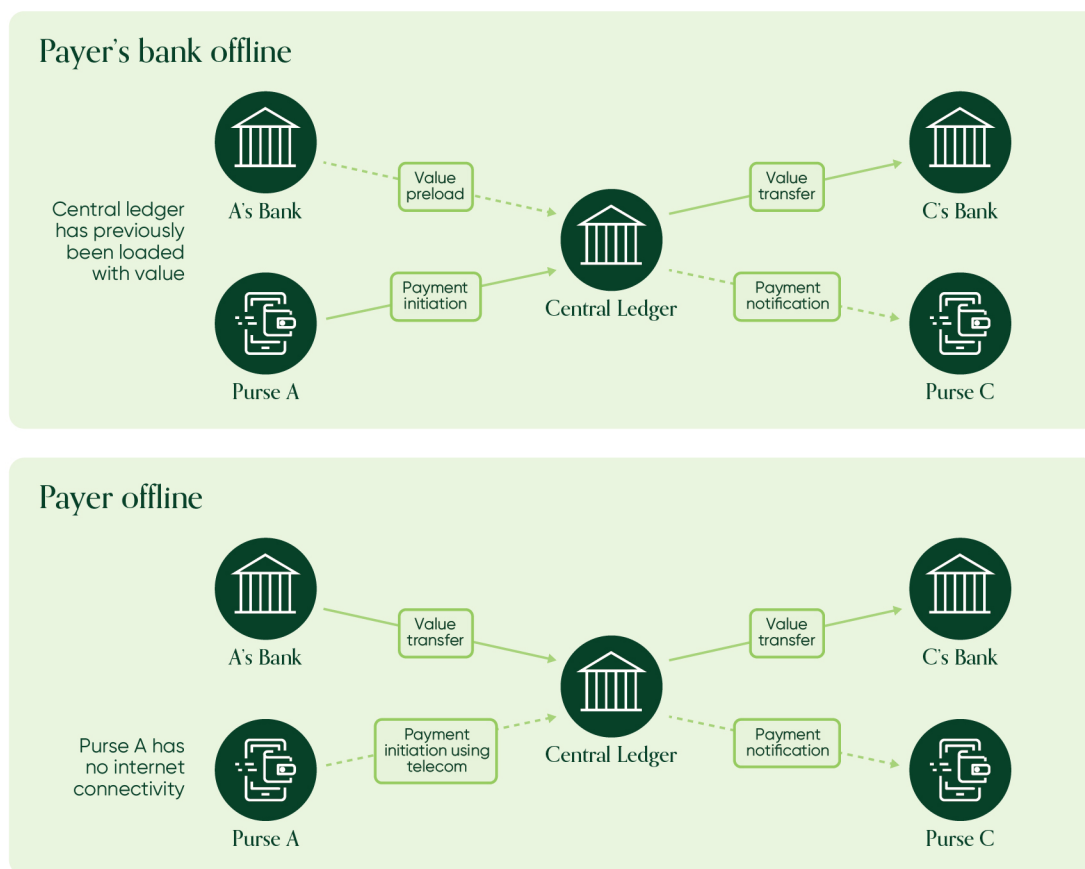 Payer’s bank offline
Value
preload
Value
transfer
A’s Bank
C’s Bank
Central ledger
has previously
been loaded
with value
Payment
initiation
Central Ledger
Payment
notification
Purse A
Purse C
Payer offline
Value
transfer
Value
transfer
A’s Bank
C’s Bank
Purse A has
no internet
connectivity
Payment
initiation using
telecom
Central Ledger
Payment
notification
Purse A
Purse C